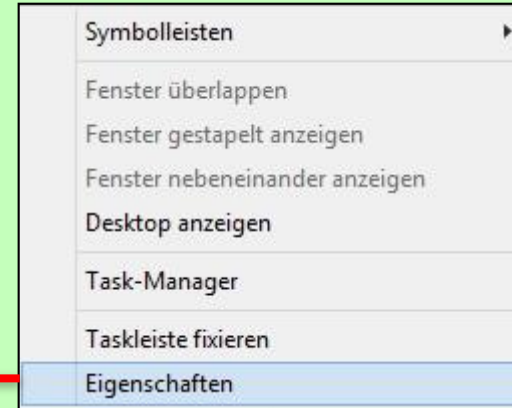 Symbolleisten
Fenster überlappen
Fenster gestapelt anzeigen
Fenster nebeneinander anzeigen
Desktop anzeigen
Task-Manager
Taskleiste fixieren
Eigenschaften